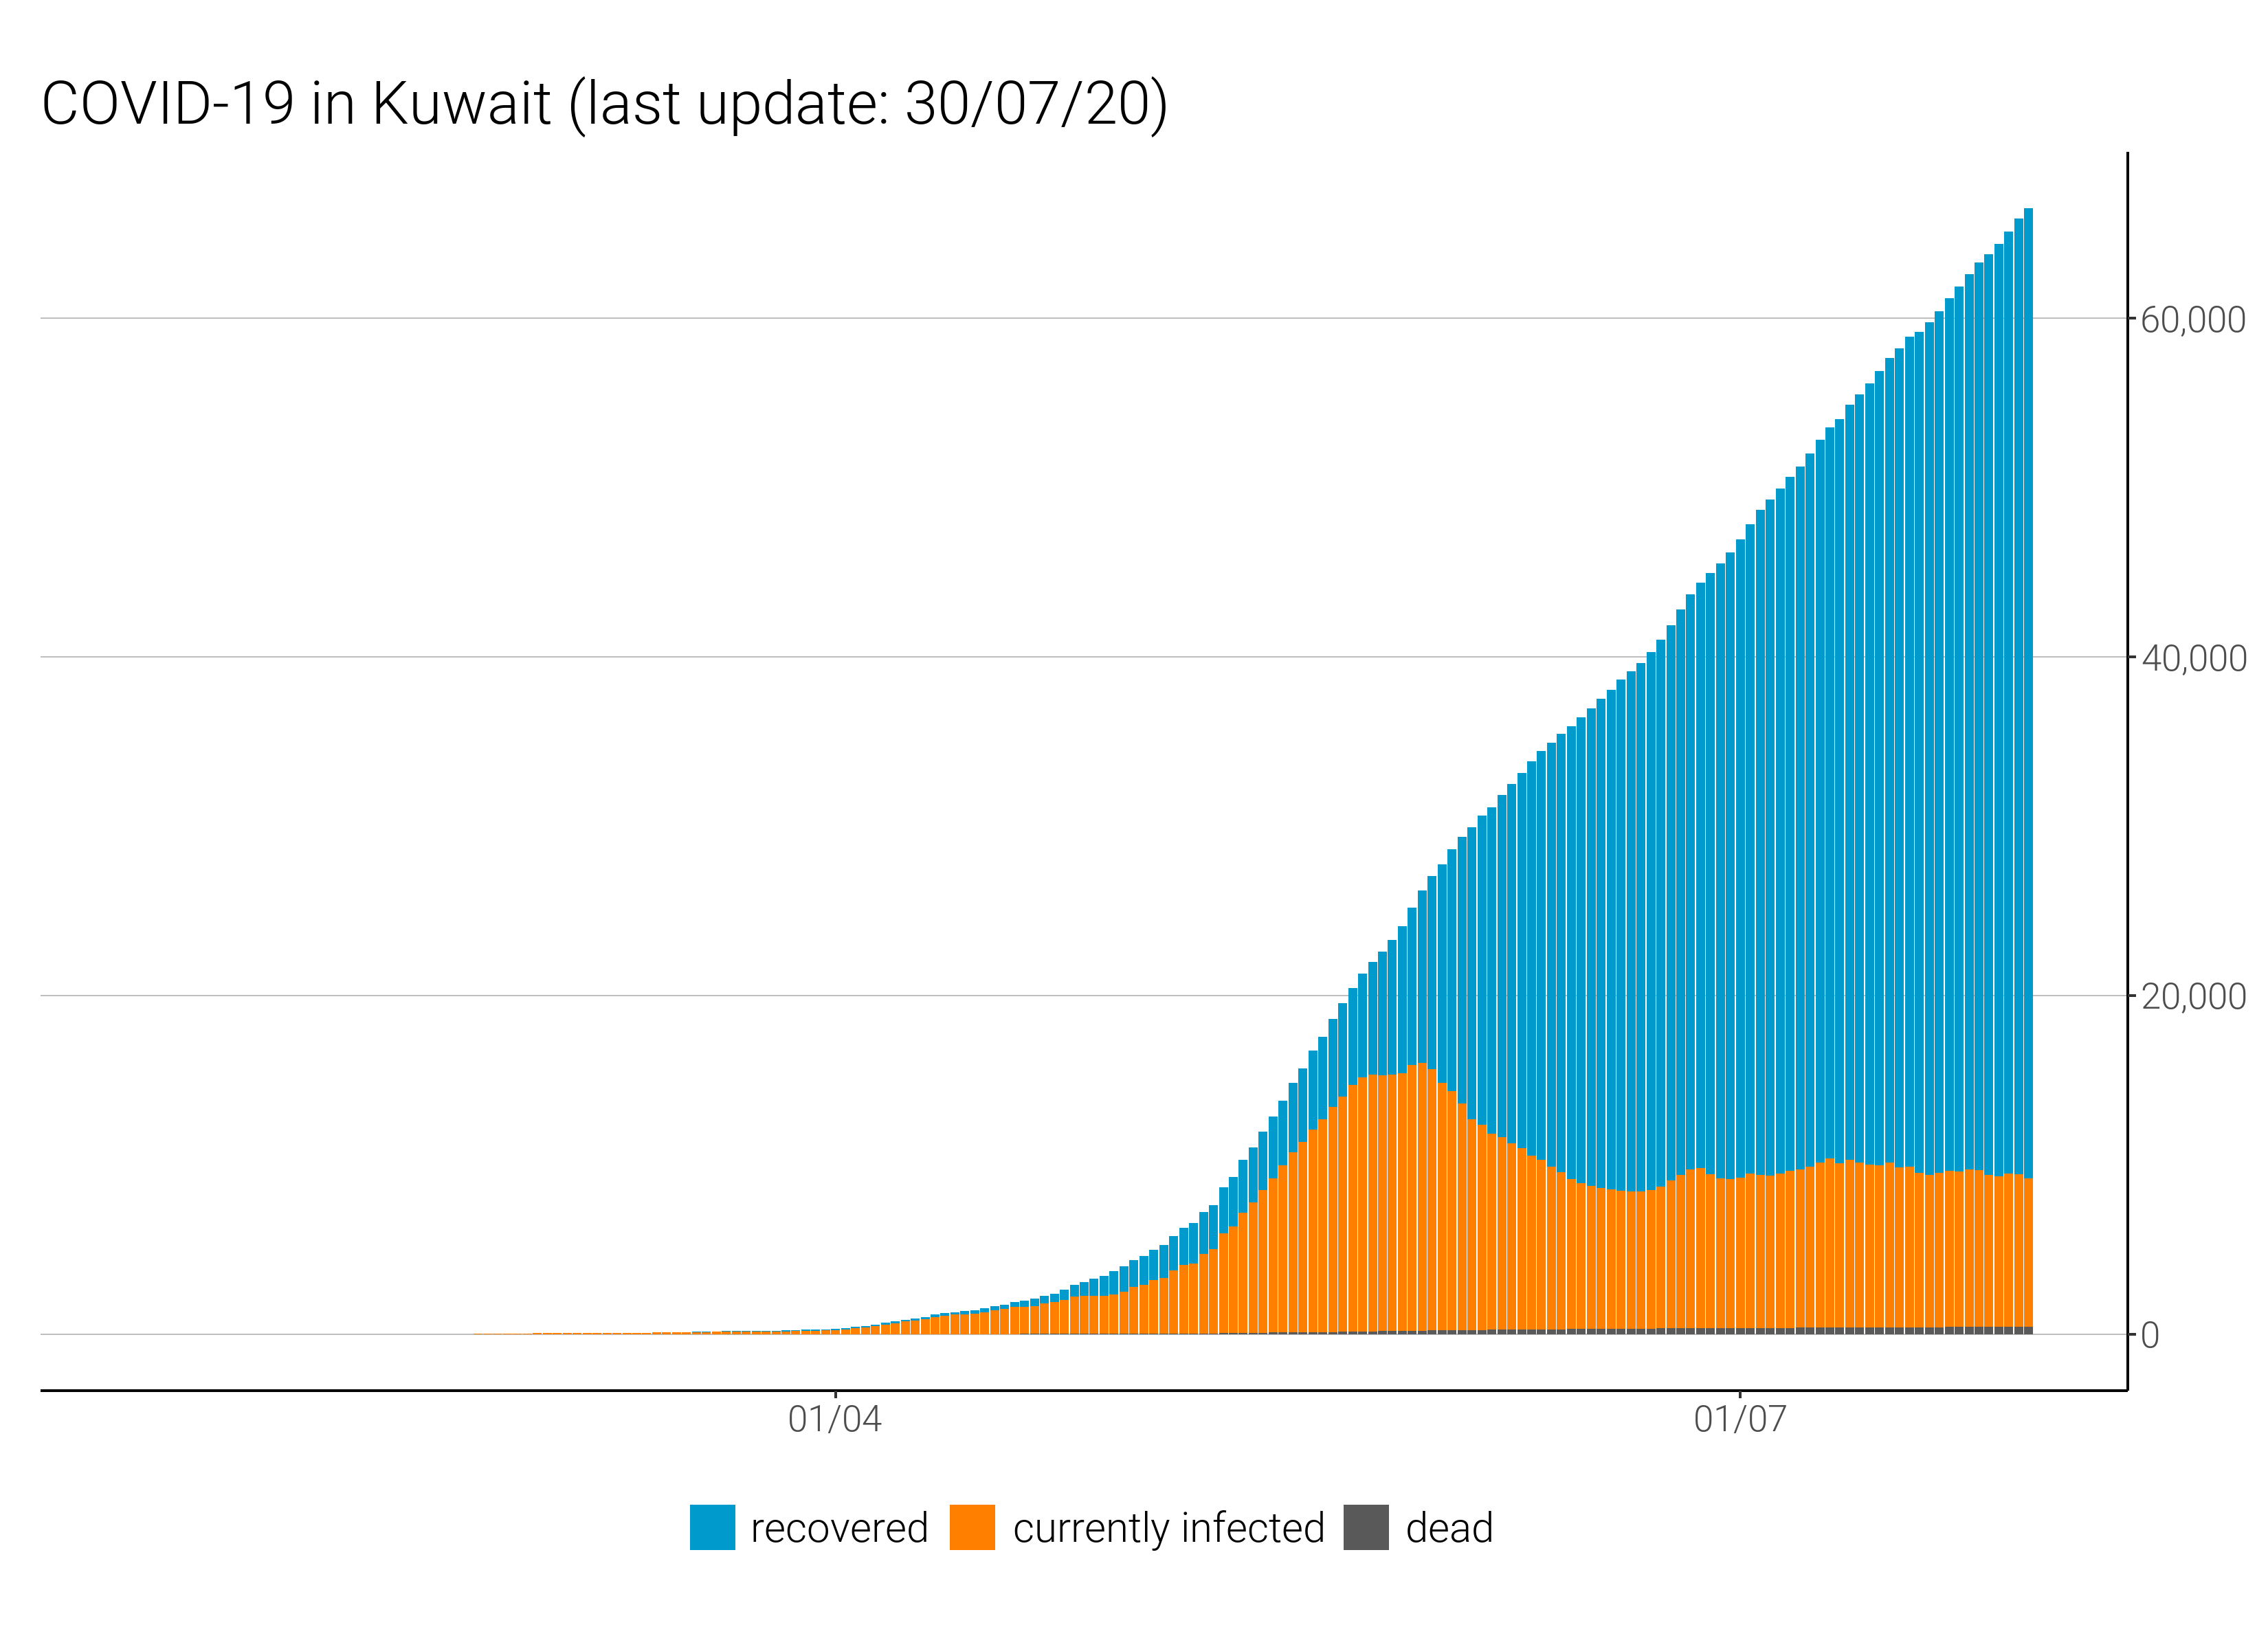 COVID-19 in Kuwait (last update: 30/07/20)
60,000
40,000
20,000
0
01/04
01/07
recovered
currently infected
dead